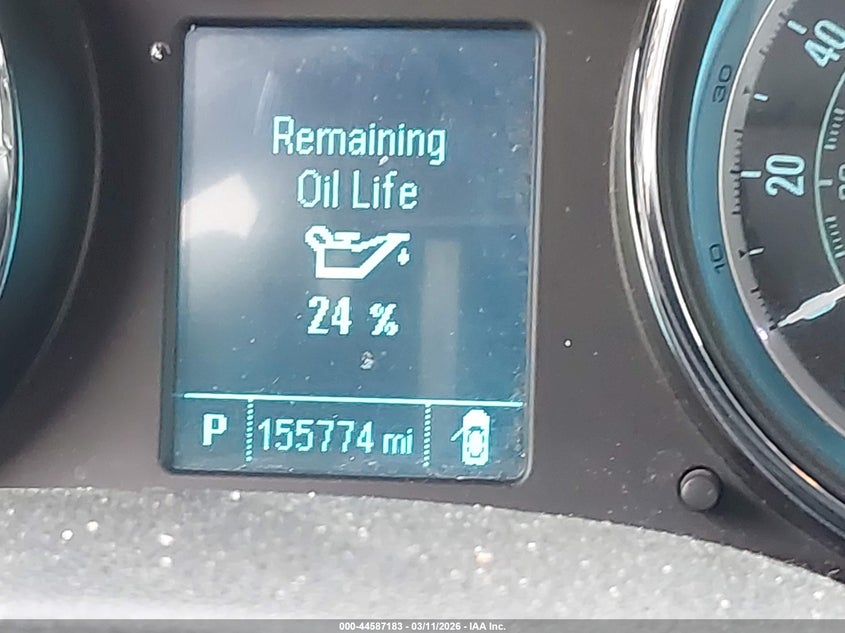 Remaining
Oil Life
24 %
P 155774 mi
40
30
20
10
000-44587183 - 03/11/2026 - IAA Inc.